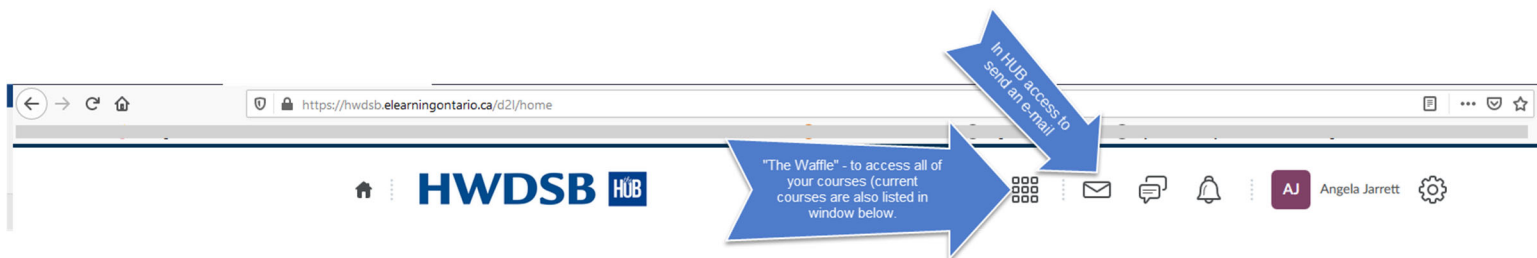 In HUB access to
send an e-mail
https://hwdsb.elearningontario.ca/d2l/home
"The Waffle" - to access all of
your courses (current
courses are also listed in
window below.
HWDSB HUB
AJ Angela Jarrett